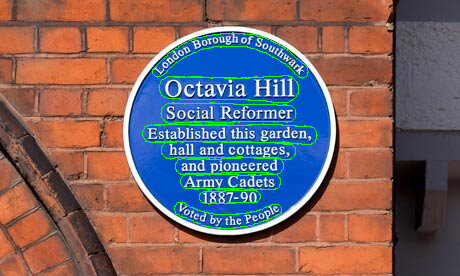 London Borough of Southwark
Octavia Hill
Social Reformer
Established this garden,
hall and cottages,
and pioneered
Army Cadets
1887-90
Voted by the People